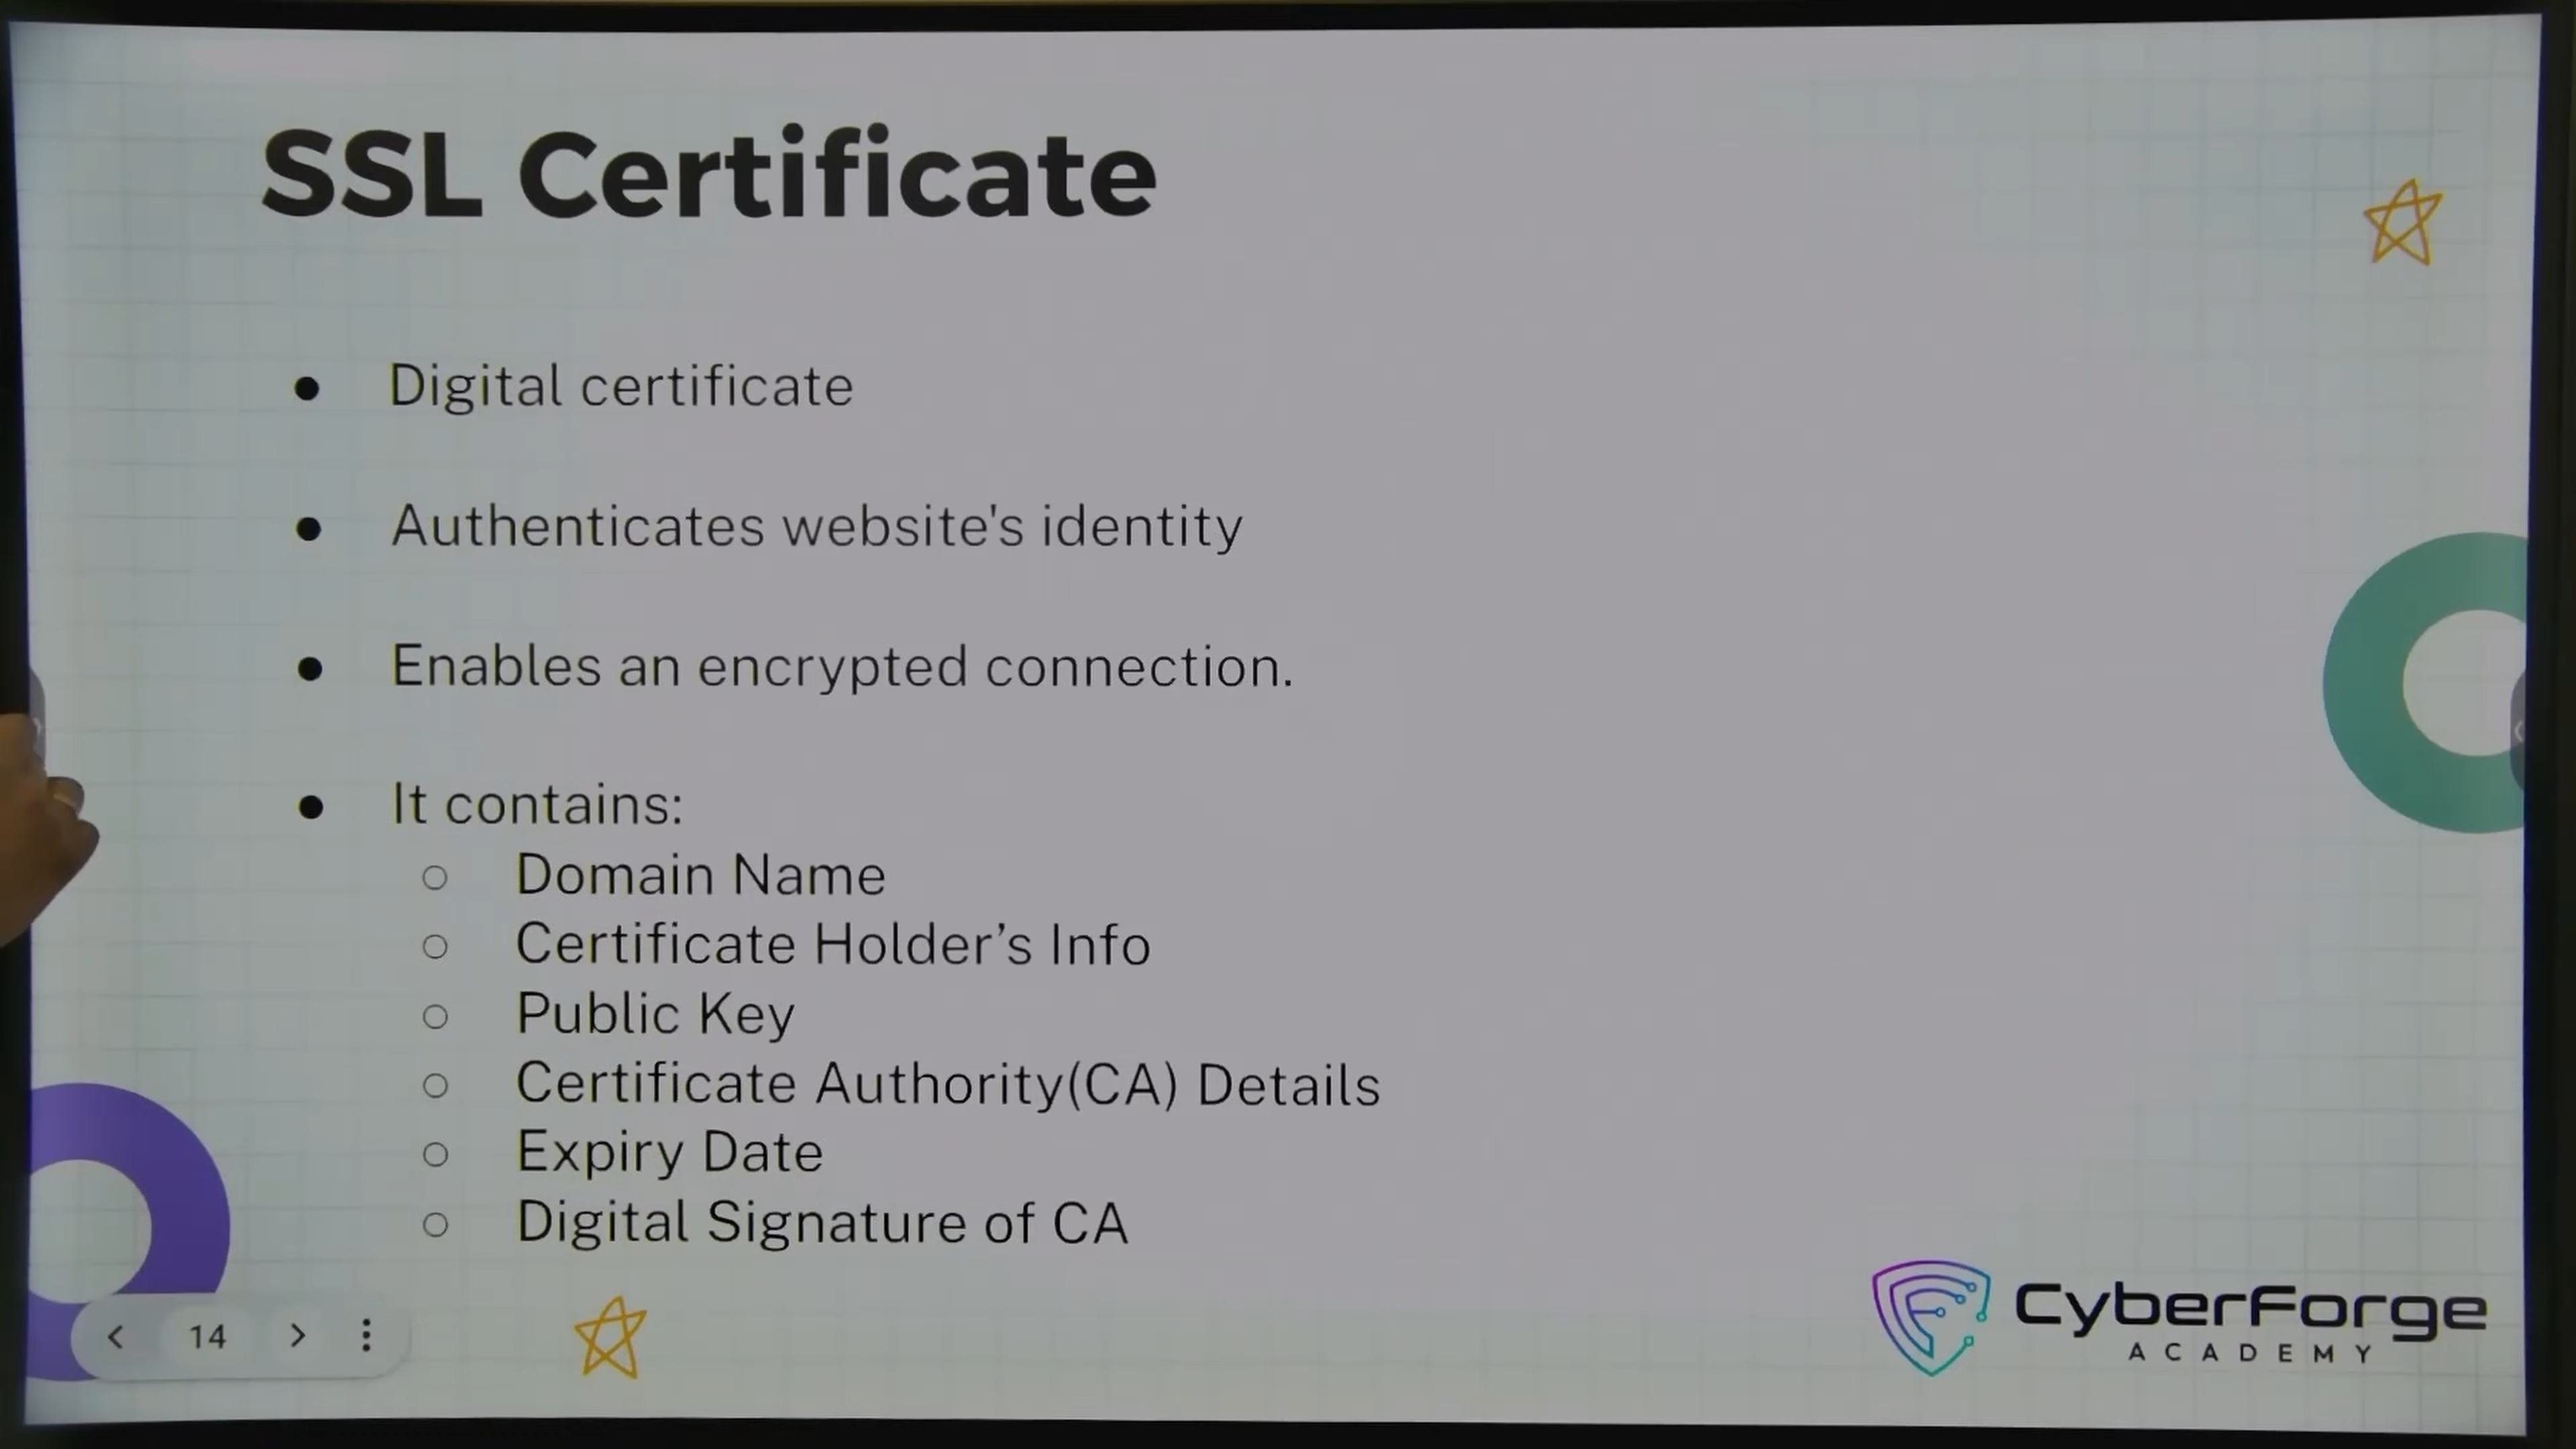 SSL Certificate
● Digital certificate
● Authenticates website's identity
● Enables an encrypted connection.
● It contains:
○ Domain Name
○ Certificate Holder’s Info
○ Public Key
○ Certificate Authority(CA) Details
○ Expiry Date
○ Digital Signature of CA
14
CyberForge
ACADEMY